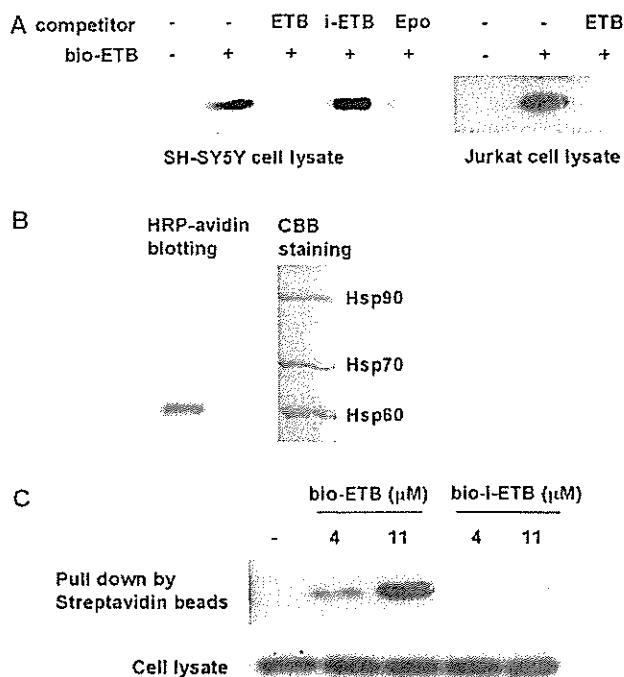 A competitor - - ETB i-ETB Epo - - ETB
bio-ETB - + + + + - + +
SH-SY5Y cell lysate Jurkat cell lysate
B
HRP-avidin CBB
blotting staining
Hsp90
Hsp70
Hsp60
C
bio-ETB (μM) bio-i-ETB (μM)
- 4 11 4 11
Pull down by
Streptavidin beads
Cell lysate